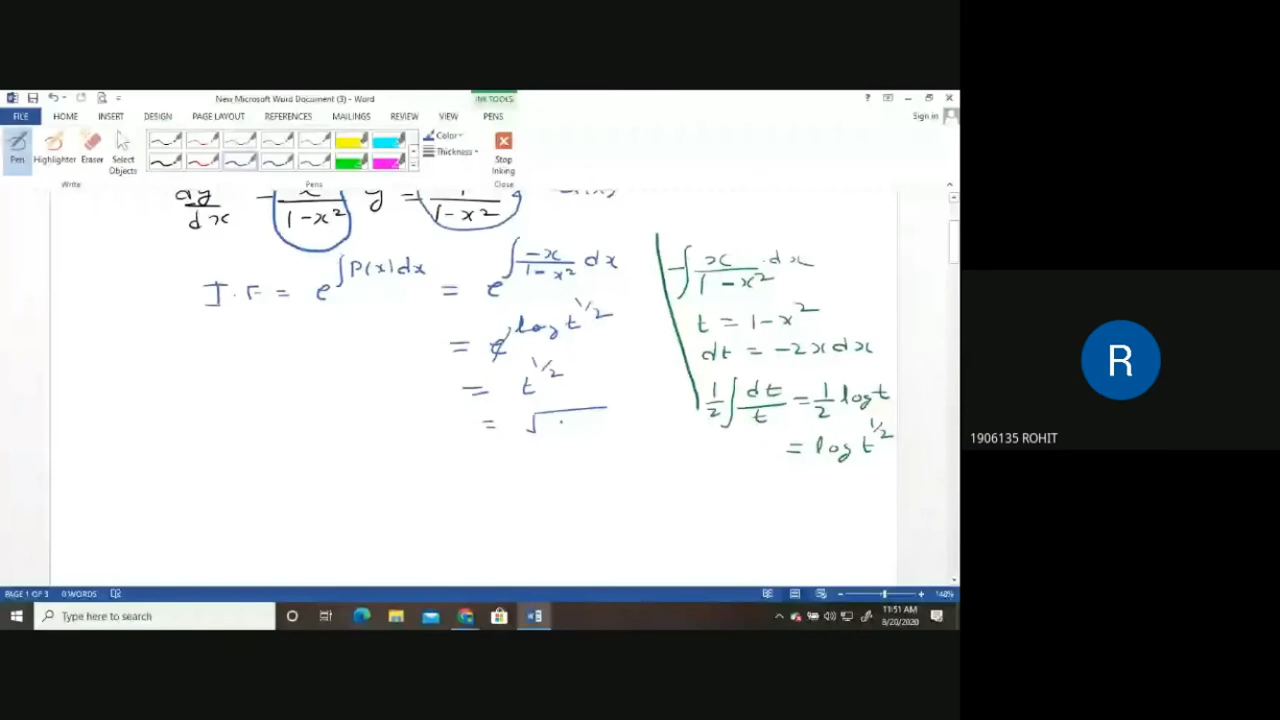 New Microsoft Word Document (3) - Word
INK TOOLS
FILE HOME INSERT DESIGN PAGE LAYOUT REFERENCES MAILINGS REVIEW VIEW PENS
Sign in
Pen Highlighter Eraser Select Objects
Color
Thickness
Stop Inking
Write Pens Close
dy/dx - x/(1-x²) y = 1/(1-x²)
I.F = e^∫P(x)dx = e^∫-x/(1-x²) dx
= e^log t^1/2
= t^1/2
= √
-∫ x/(1-x²) . dx
t = 1-x²
dt = -2x dx
1/2 ∫ dt/t = 1/2 log t
= log t^1/2
1906135 ROHIT
R
PAGE 1 OF 3 0 WORDS
140%
Type here to search
11:51 AM
8/20/2020